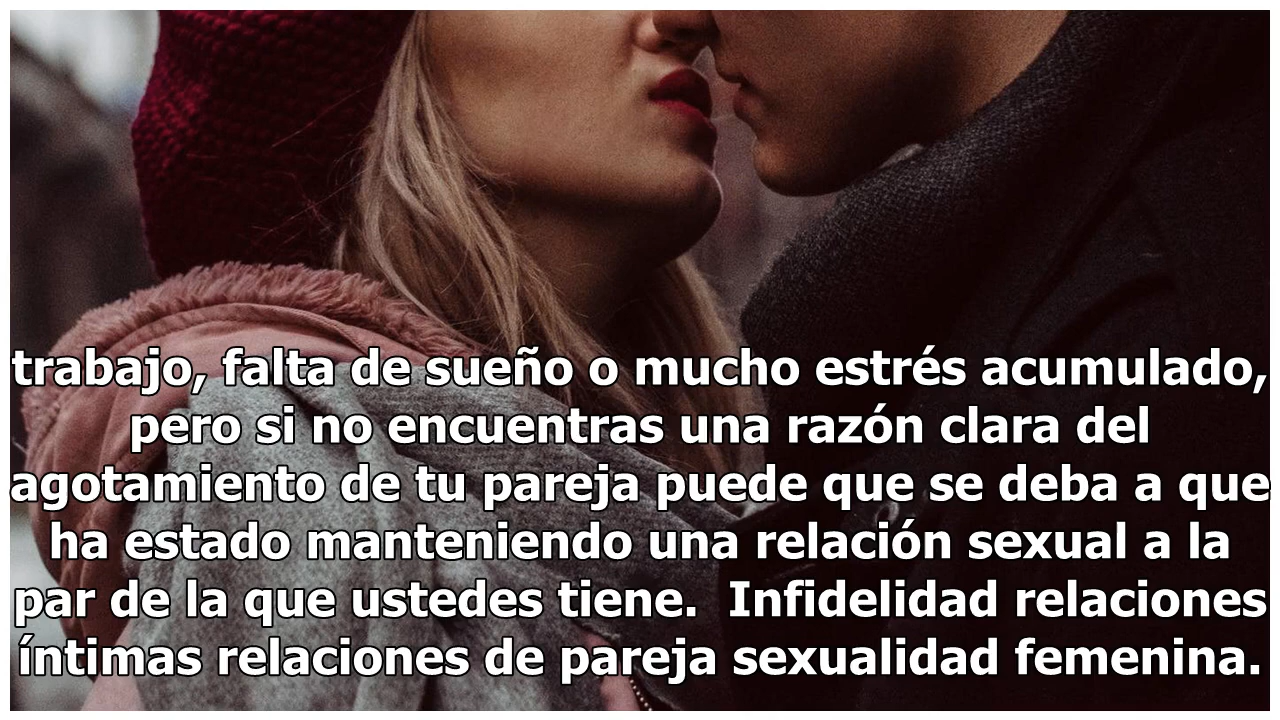 trabajo, falta de sueño o mucho estrés acumulado,
pero si no encuentras una razón clara del
agotamiento de tu pareja puede que se deba a que
ha estado manteniendo una relación sexual a la
par de la que ustedes tiene.  Infidelidad relaciones
íntimas relaciones de pareja sexualidad femenina.